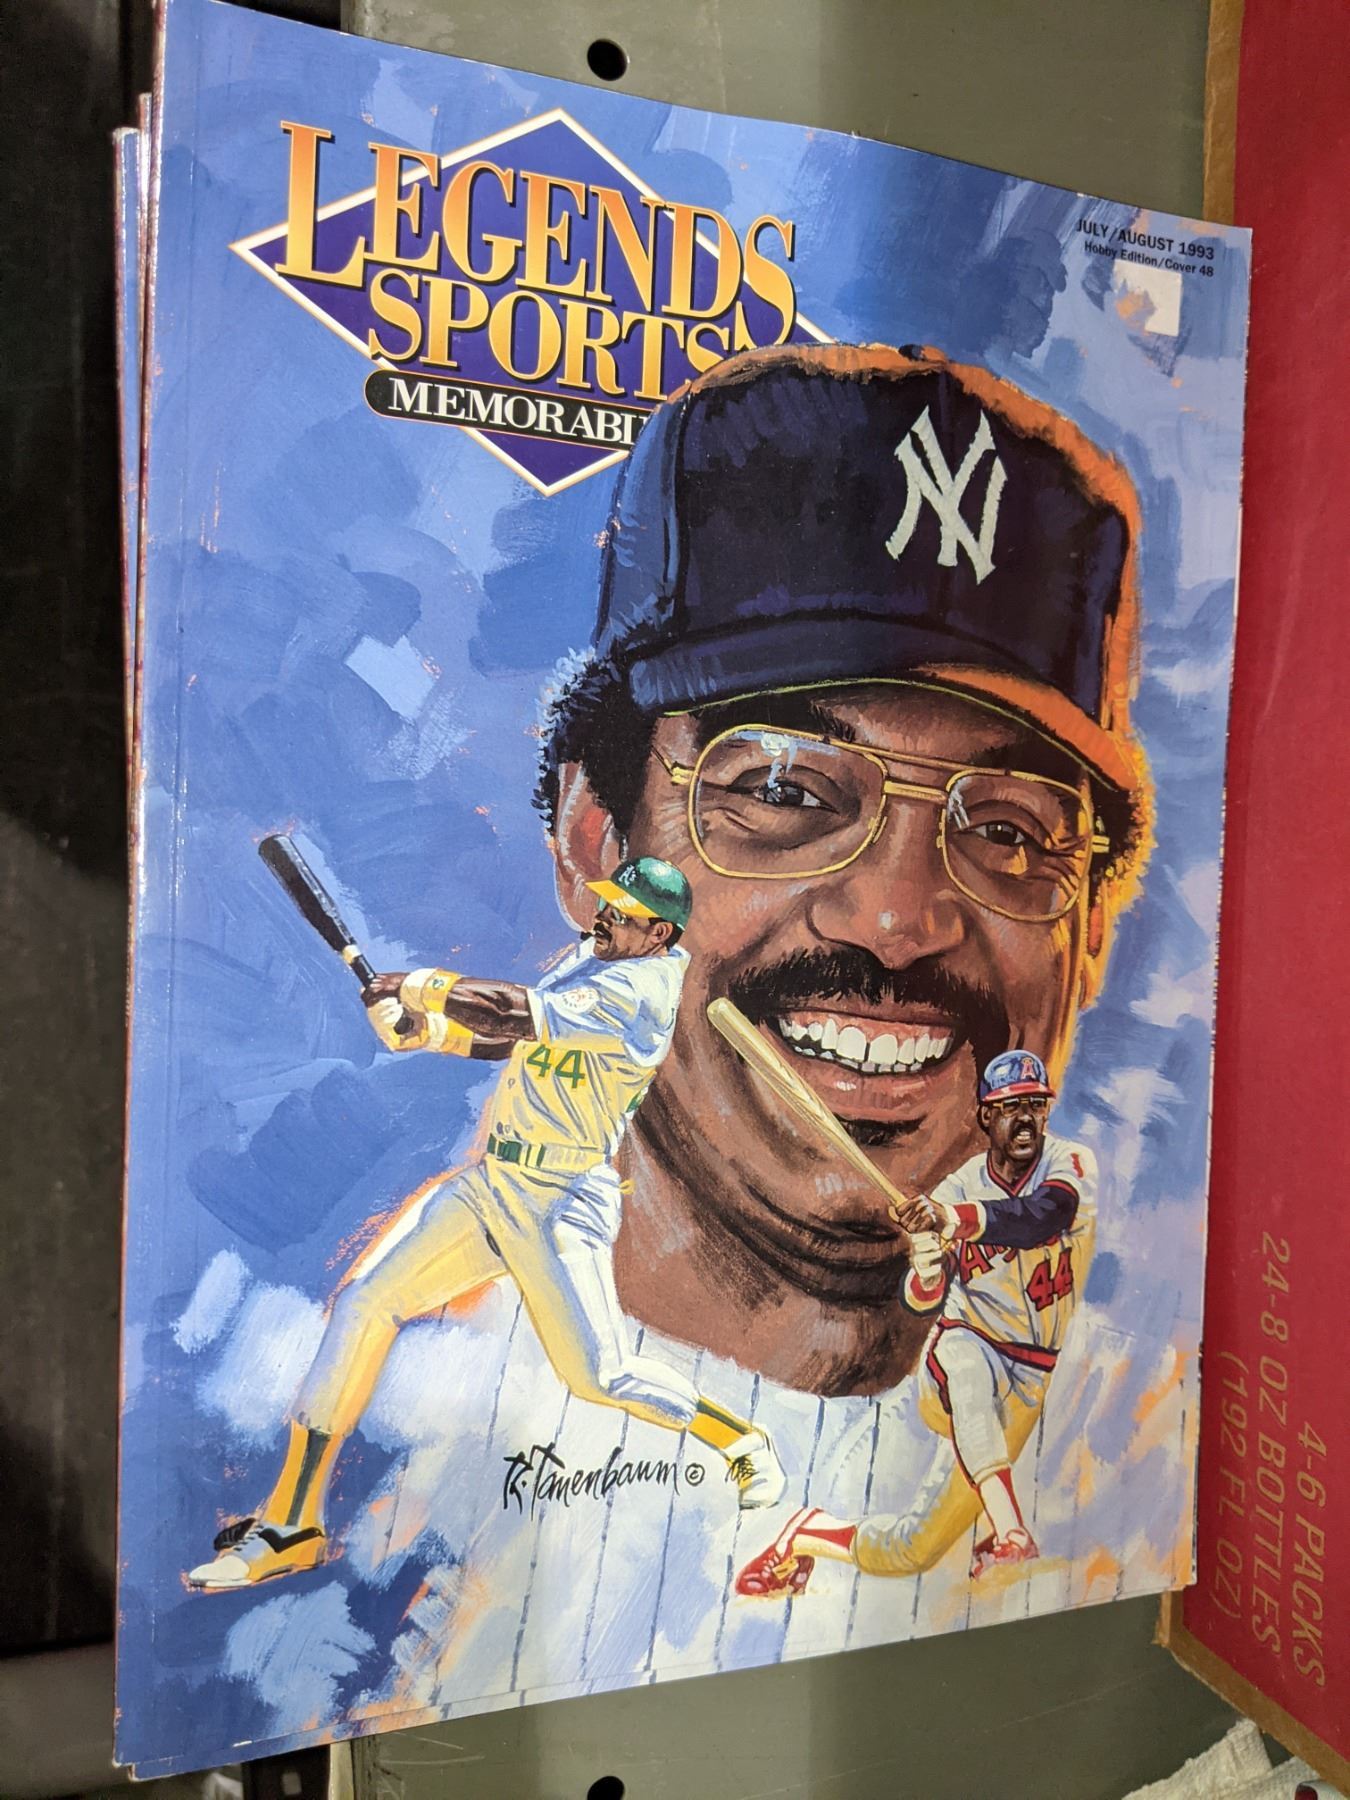 LEGENDS
SPORTS
MEMORABI
JULY/AUGUST 1993
Hobby Edition/Cover 48
NY
A's
44
A
Angels
44
R. Tanenbaum ©
24-8 OZ BOTTLES
4-6 PACKS
(192 FL OZ)